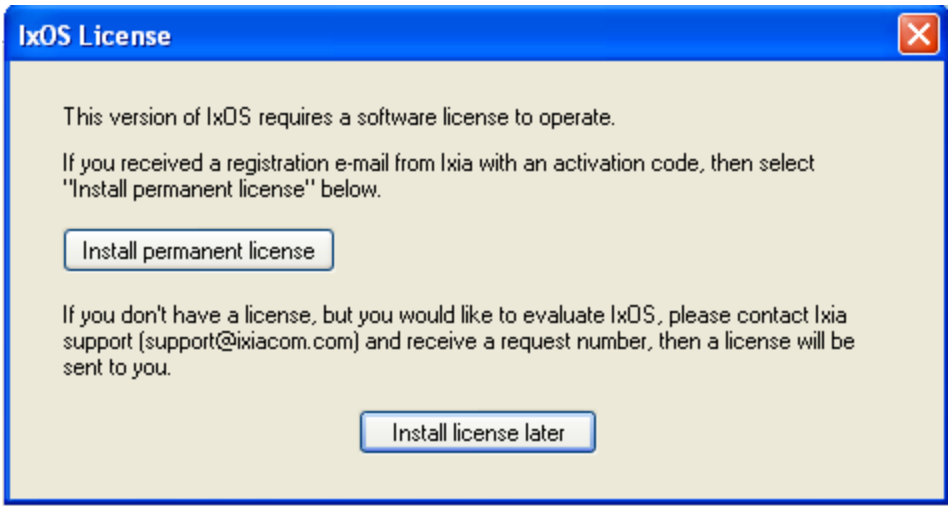 IxOS License
This version of IxOS requires a software license to operate.
If you received a registration e-mail from Ixia with an activation code, then select
"Install permanent license" below.
Install permanent license
If you don't have a license, but you would like to evaluate IxOS, please contact Ixia
support (support@ixiacom.com) and receive a request number, then a license will be
sent to you.
Install license later